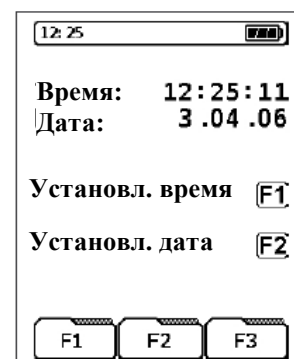 12:25
Время: 12:25:11
Дата: 3 .04 .06
Установл. время F1
Установл. дата F2
F1 F2 F3